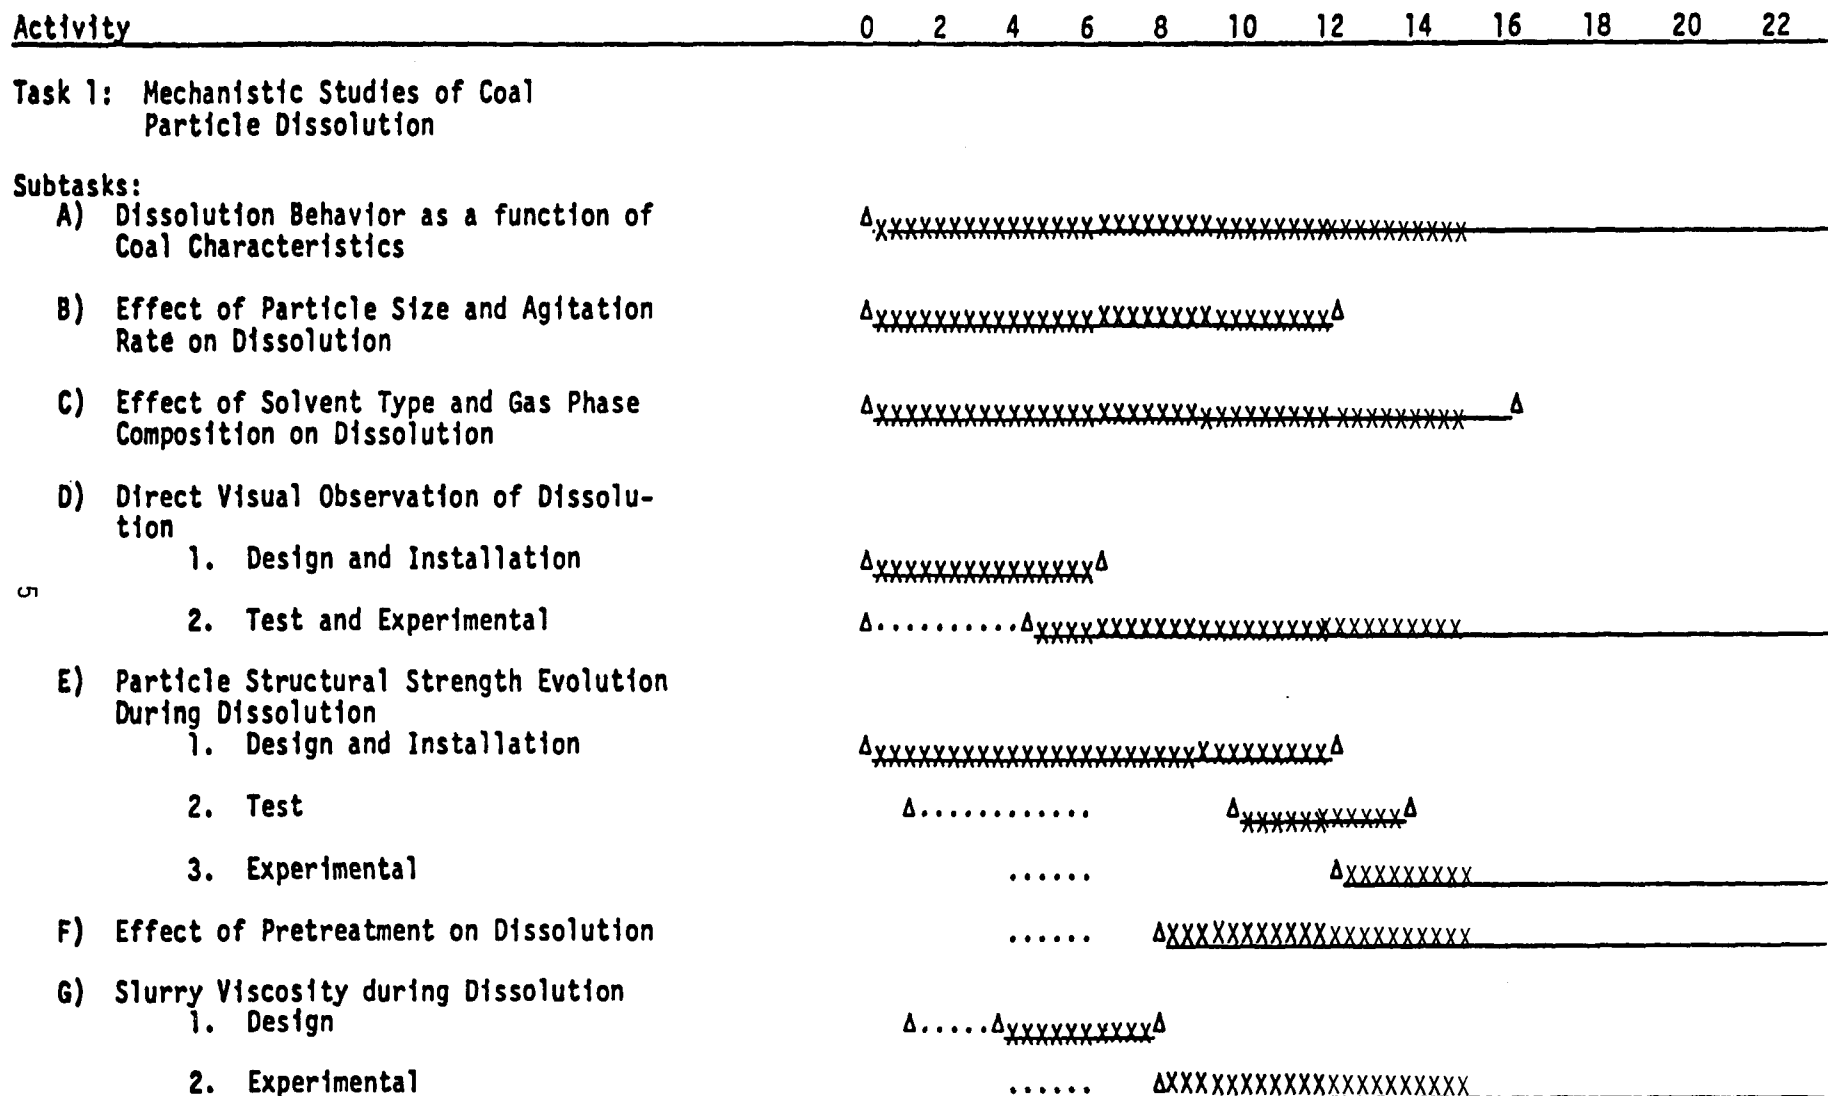 Activity 0 2 4 6 8 10 12 14 16 18 20 22
Task 1: Mechanistic Studies of Coal
Particle Dissolution
Subtasks:
A) Dissolution Behavior as a function of
Coal Characteristics
B) Effect of Particle Size and Agitation
Rate on Dissolution
C) Effect of Solvent Type and Gas Phase
Composition on Dissolution
D) Direct Visual Observation of Dissolu-
tion
1. Design and Installation
5
2. Test and Experimental
E) Particle Structural Strength Evolution
During Dissolution
1. Design and Installation
2. Test
3. Experimental
F) Effect of Pretreatment on Dissolution
G) Slurry Viscosity during Dissolution
1. Design
2. Experimental